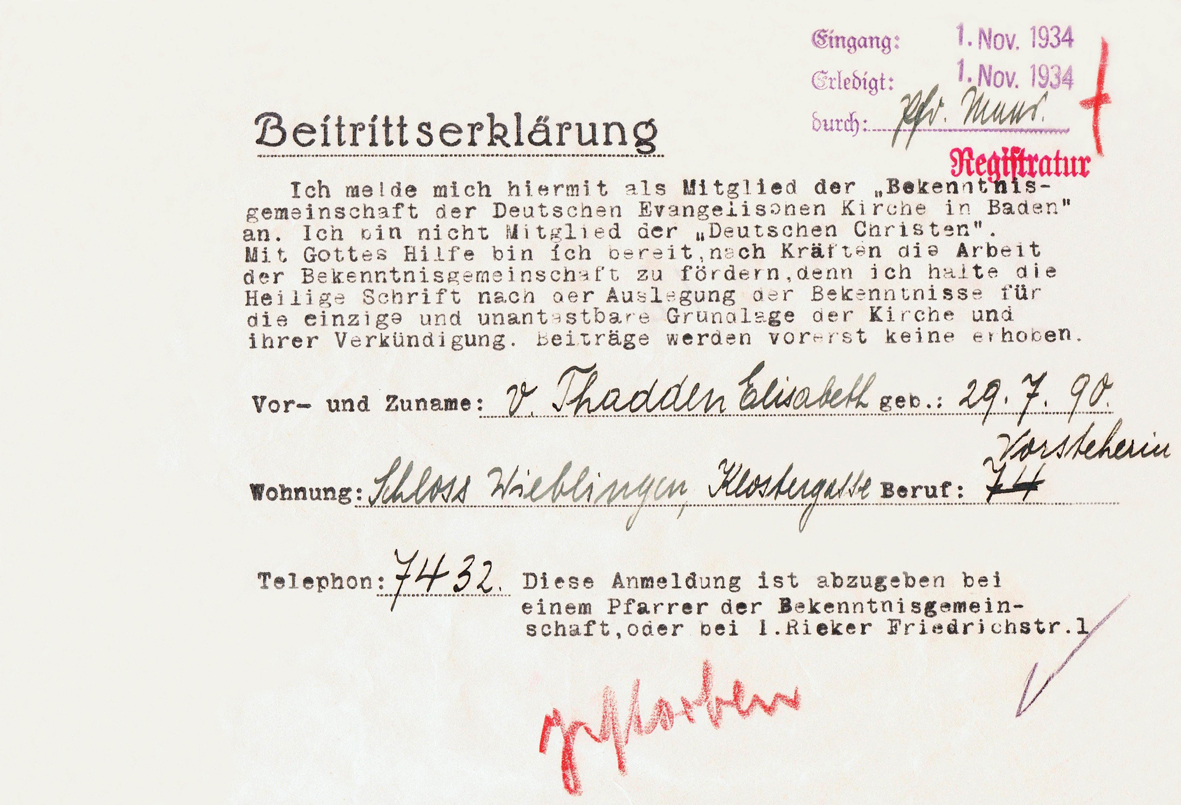 Eingang: 1. Nov. 1934
Erledigt: 1. Nov. 1934
durch: Pfr. Maas.
Registratur
Beitrittserklärung
Ich melde mich hiermit als Mitglied der „Bekenntnis-
gemeinschaft der Deutschen Evangelischen Kirche in Baden"
an. Ich bin nicht Mitglied der „Deutschen Christen".
Mit Gottes Hilfe bin ich bereit,nach Kräften die Arbeit
der Bekenntnisgemeinschaft zu fördern,denn ich halte die
Heilige Schrift nach der Auslegung der Bekenntnisse für
die einzige und unantastbare Grundlage der Kirche und
ihrer Verkündigung. Beiträge werden vorerst keine erhoben.
Vor- und Zuname: v. Thadden Elisabeth geb.: 29. 7. 90.
Vorsteherin
Wohnung: Schloss Wieblingen, Klostergasse Beruf: 74
Telephon: 7432. Diese Anmeldung ist abzugeben bei
einem Pfarrer der Bekenntnisgemein-
schaft,oder bei I.Rieker Friedrichstr.1
gestorben